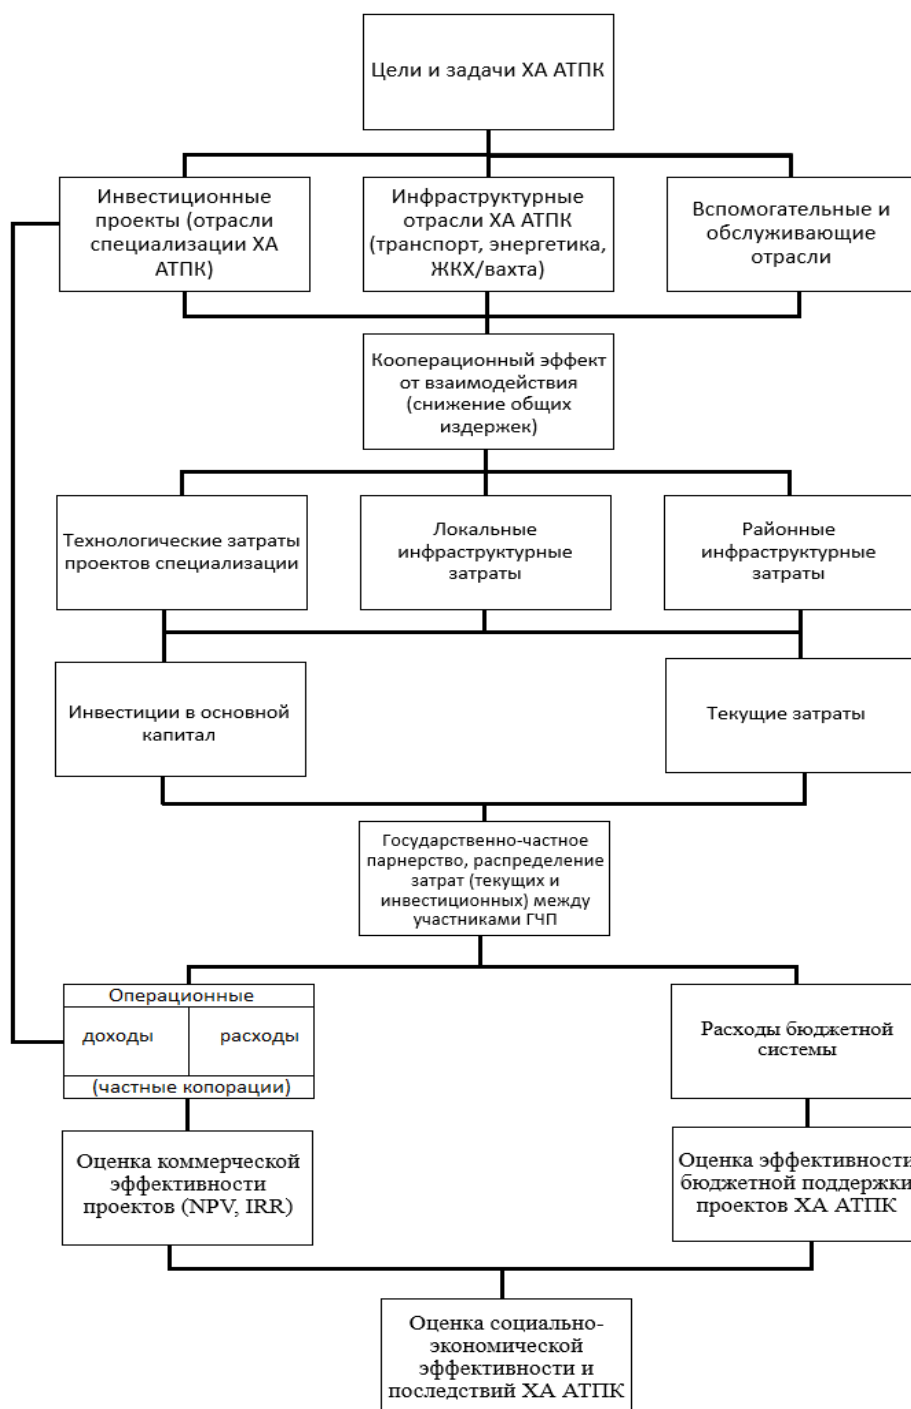 Цели и задачи ХА АТПК
Инвестиционные
проекты (отрасли
специализации ХА
АТПК)
Инфраструктурные
отрасли ХА АТПК
(транспорт, энергетика,
ЖКХ/вахта)
Вспомогательные и
обслуживающие
отрасли
Кооперационный эффект
от взаимодействия
(снижение общих
издержек)
Технологические затраты
проектов специализации
Локальные
инфраструктурные
затраты
Районные
инфраструктурные
затраты
Инвестиции в основной
капитал
Текущие затраты
Государственно-частное
парнерство, распределение
затрат (текущих и
инвестиционных) между
участниками ГЧП
Операционные
доходы
расходы
(частные копорации)
Расходы бюджетной
системы
Оценка коммерческой
эффективности
проектов (NPV, IRR)
Оценка эффективности
бюджетной поддержки
проектов ХА АТПК
Оценка социально-
экономической
эффективности и
последствий ХА АТПК